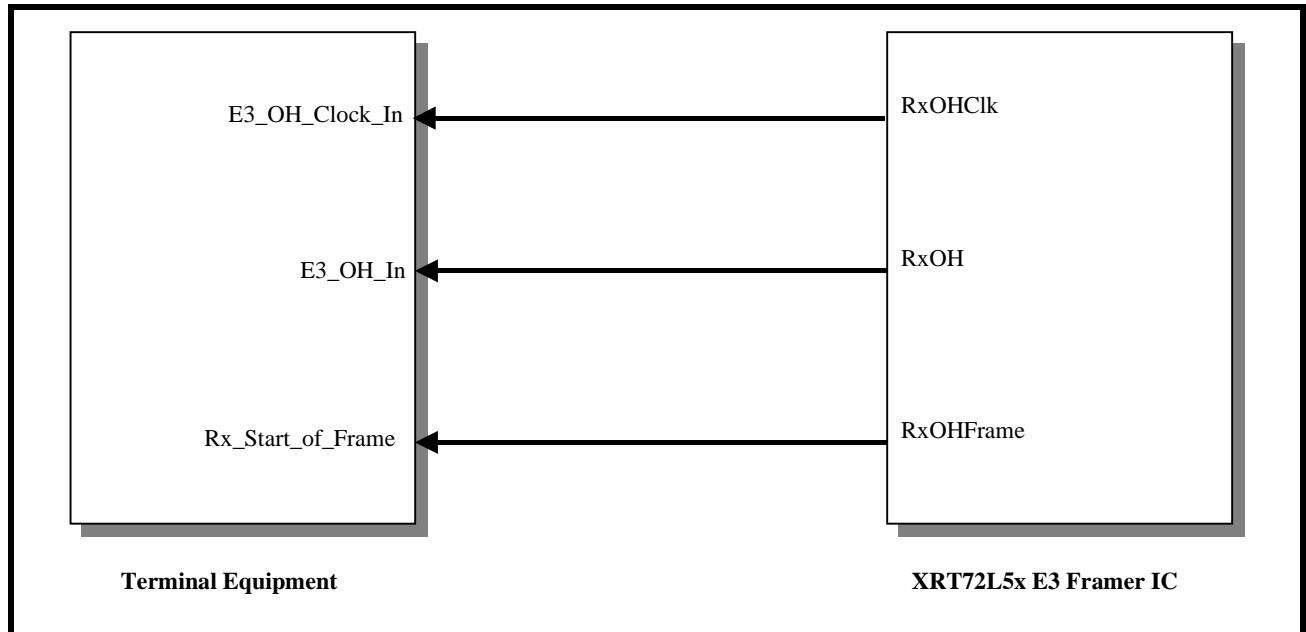 E3_OH_Clock_In
RxOHClk
E3_OH_In
RxOH
Rx_Start_of_Frame
RxOHFrame
Terminal Equipment
XRT72L5x E3 Framer IC